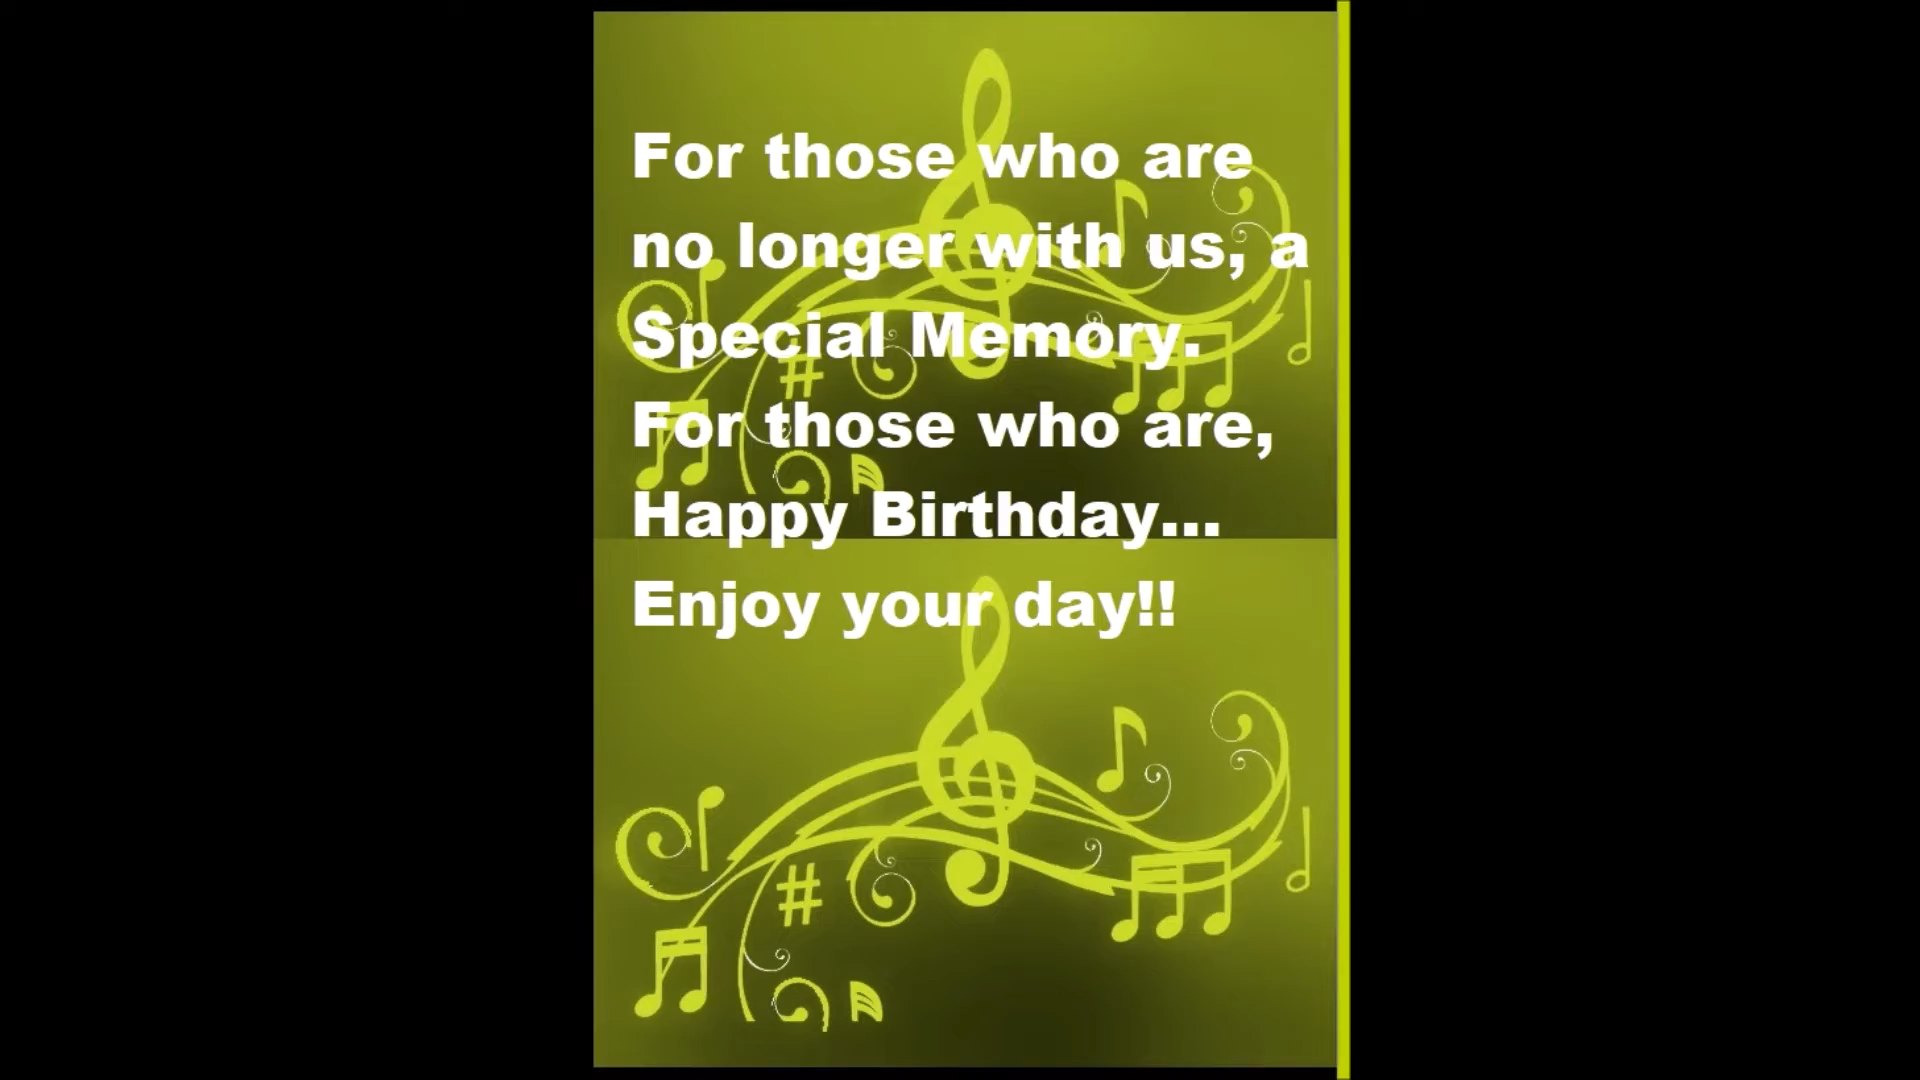 For those who are
no longer with us, a
Special Memory.
For those who are,
Happy Birthday...
Enjoy your day!!